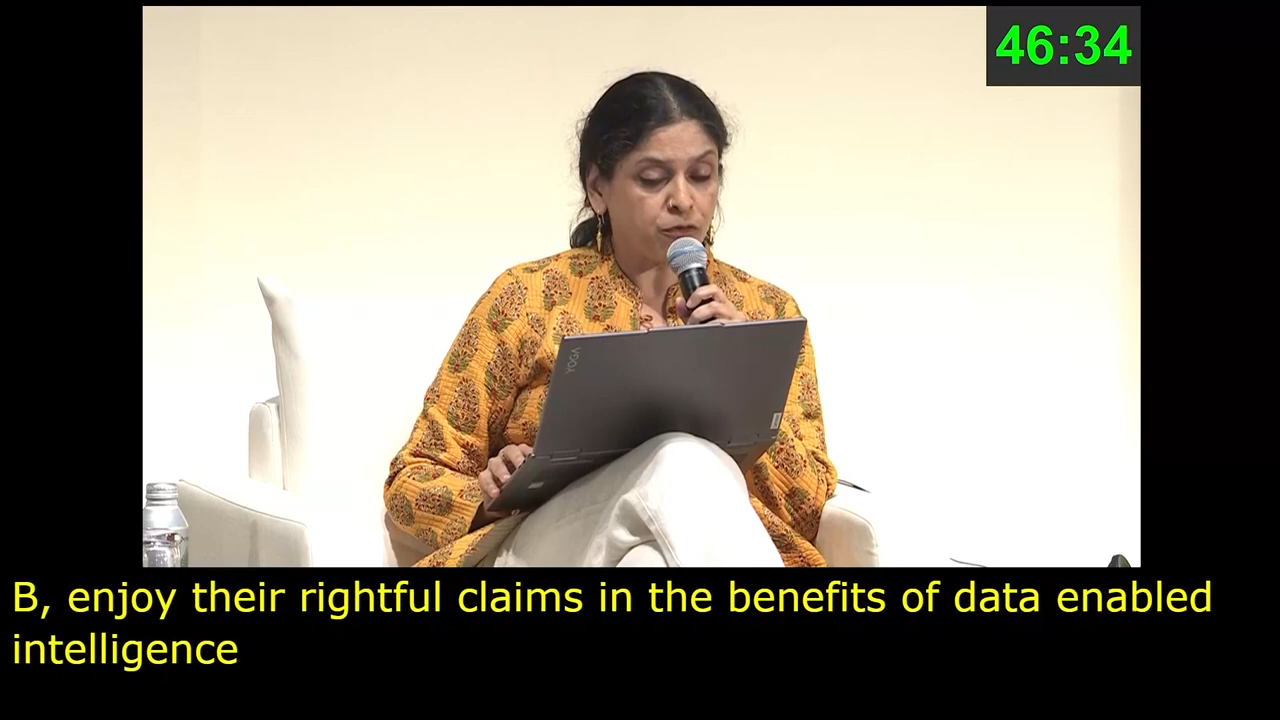 46:34
YOGA
B, enjoy their rightful claims in the benefits of data enabled
intelligence